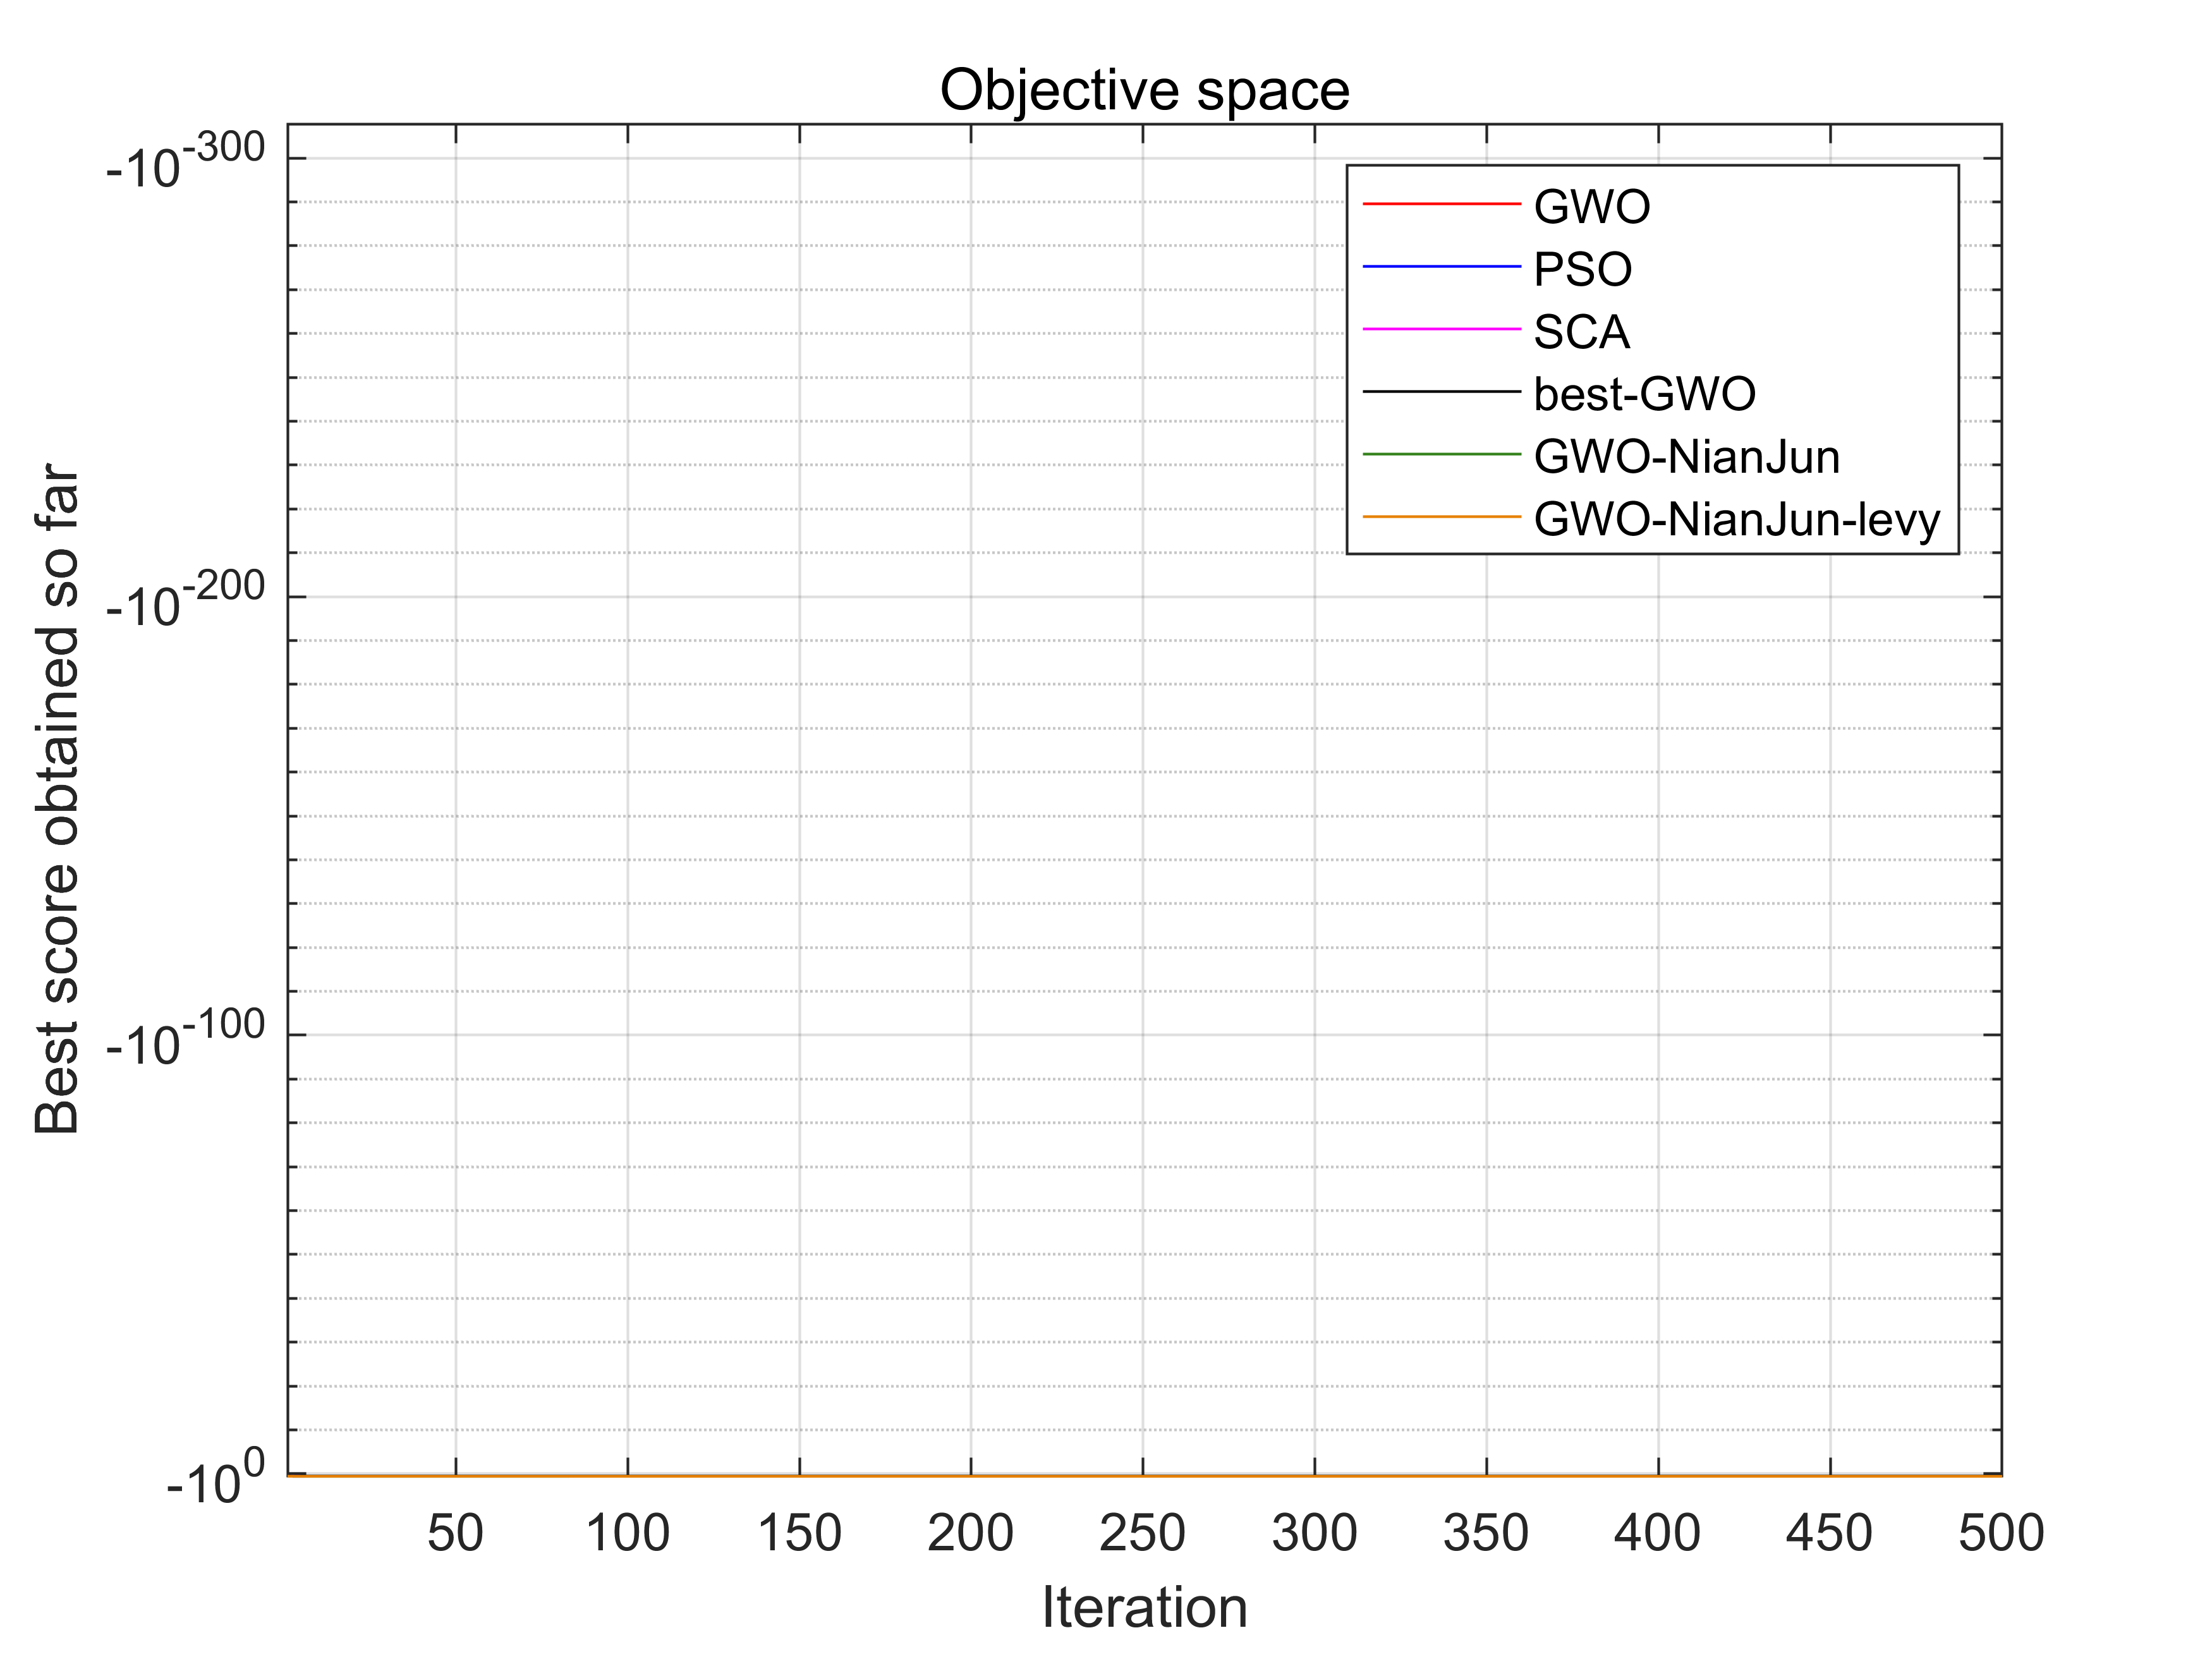 Objective space
-10^-300
-10^-200
-10^-100
-10^0
Best score obtained so far
GWO
PSO
SCA
best-GWO
GWO-NianJun
GWO-NianJun-levy
50 100 150 200 250 300 350 400 450 500
Iteration